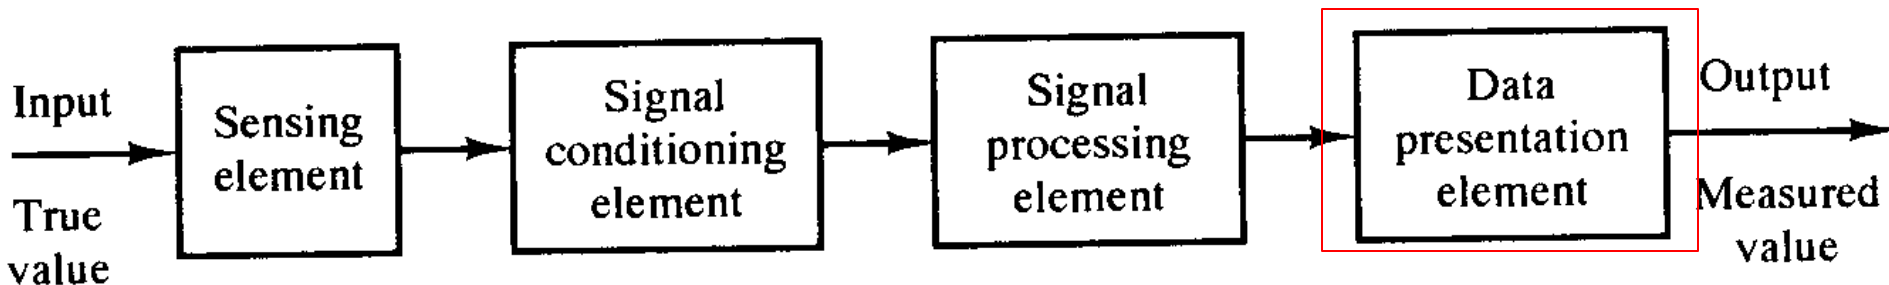 Input
True
value
Sensing
element
Signal
conditioning
element
Signal
processing
element
Data
presentation
element
Output
Measured
value